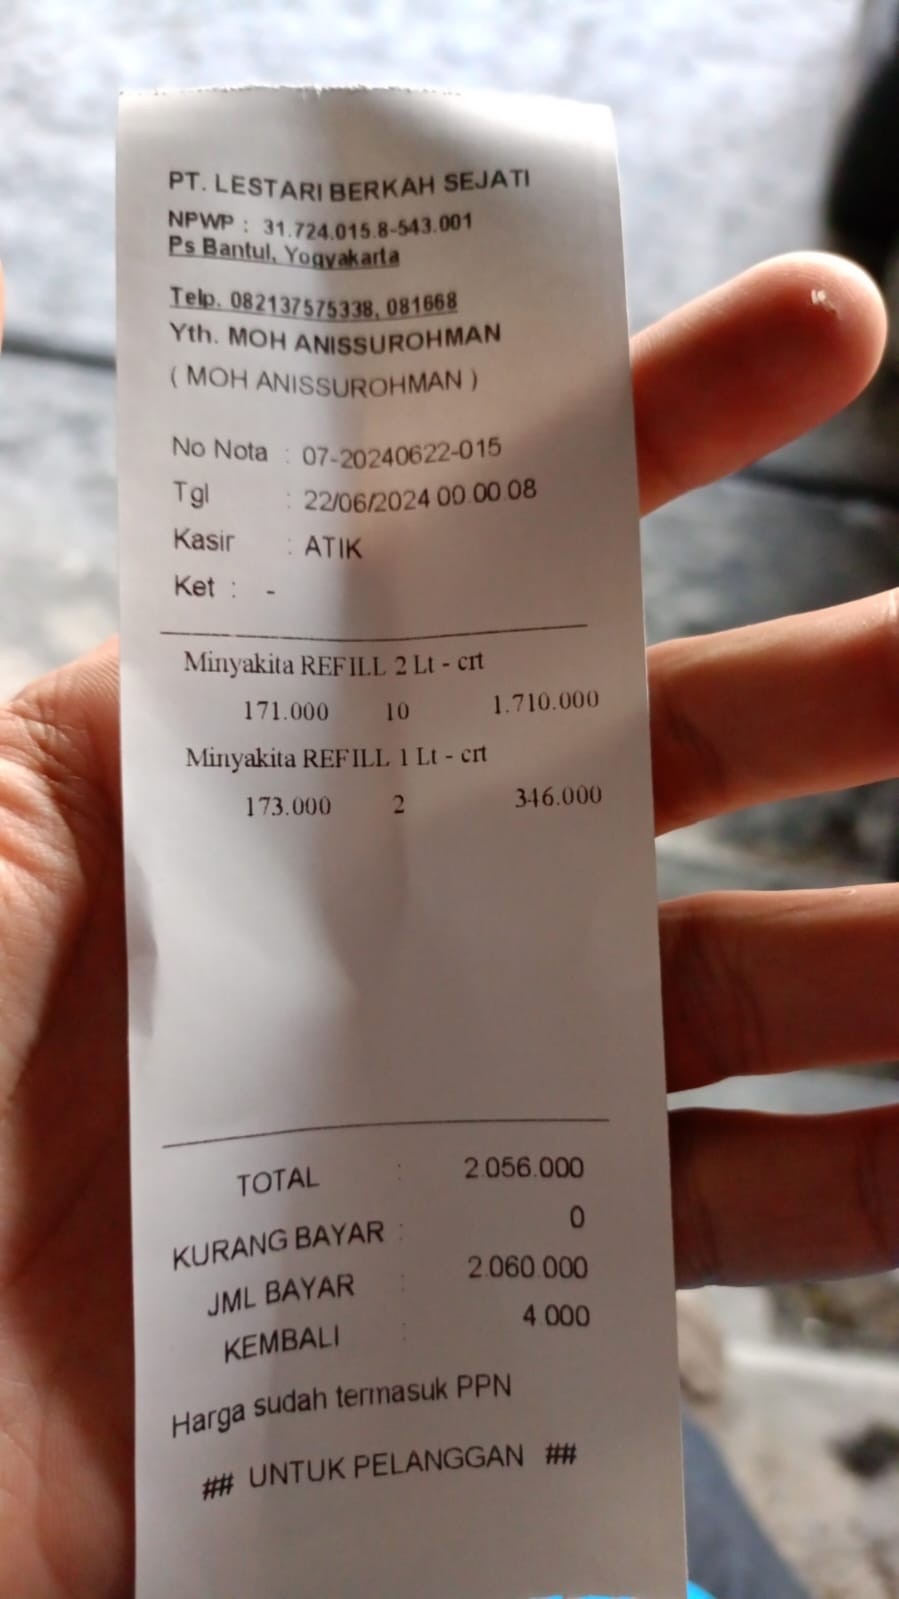 PT. LESTARI BERKAH SEJATI
NPWP : 31.724.015.8-543.001
Ps Bantul, Yogyakarta
Telp. 082137575338, 081668
Yth. MOH ANISSUROHMAN
( MOH ANISSUROHMAN )
No Nota : 07-20240622-015
Tgl : 22/06/2024 00.00.08
Kasir : ATIK
Ket : -
Minyakita REFILL 2 Lt - crt
171.000 10 1.710.000
Minyakita REFILL 1 Lt - crt
173.000 2 346.000
TOTAL : 2.056.000
KURANG BAYAR : 0
JML BAYAR : 2.060.000
KEMBALI : 4.000
Harga sudah termasuk PPN
## UNTUK PELANGGAN ##